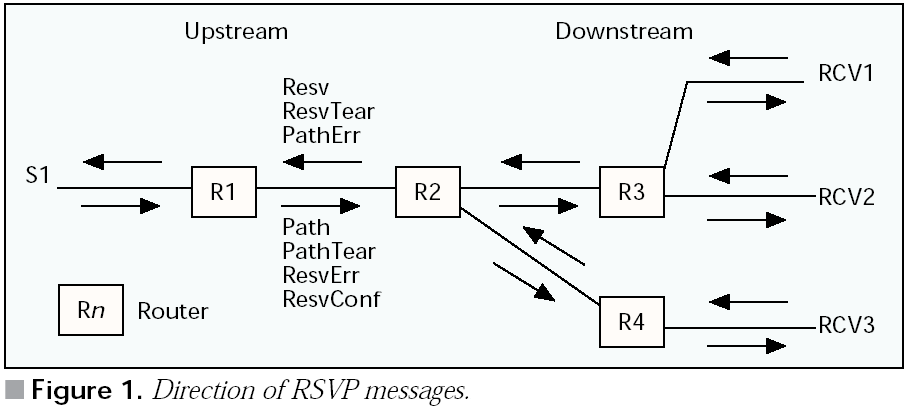 Upstream
Downstream
Resv
ResvTear
PathErr
RCV1
S1
R1
R2
R3
RCV2
Path
PathTear
ResvErr
ResvConf
Rn Router
R4
RCV3
Figure 1. Direction of RSVP messages.